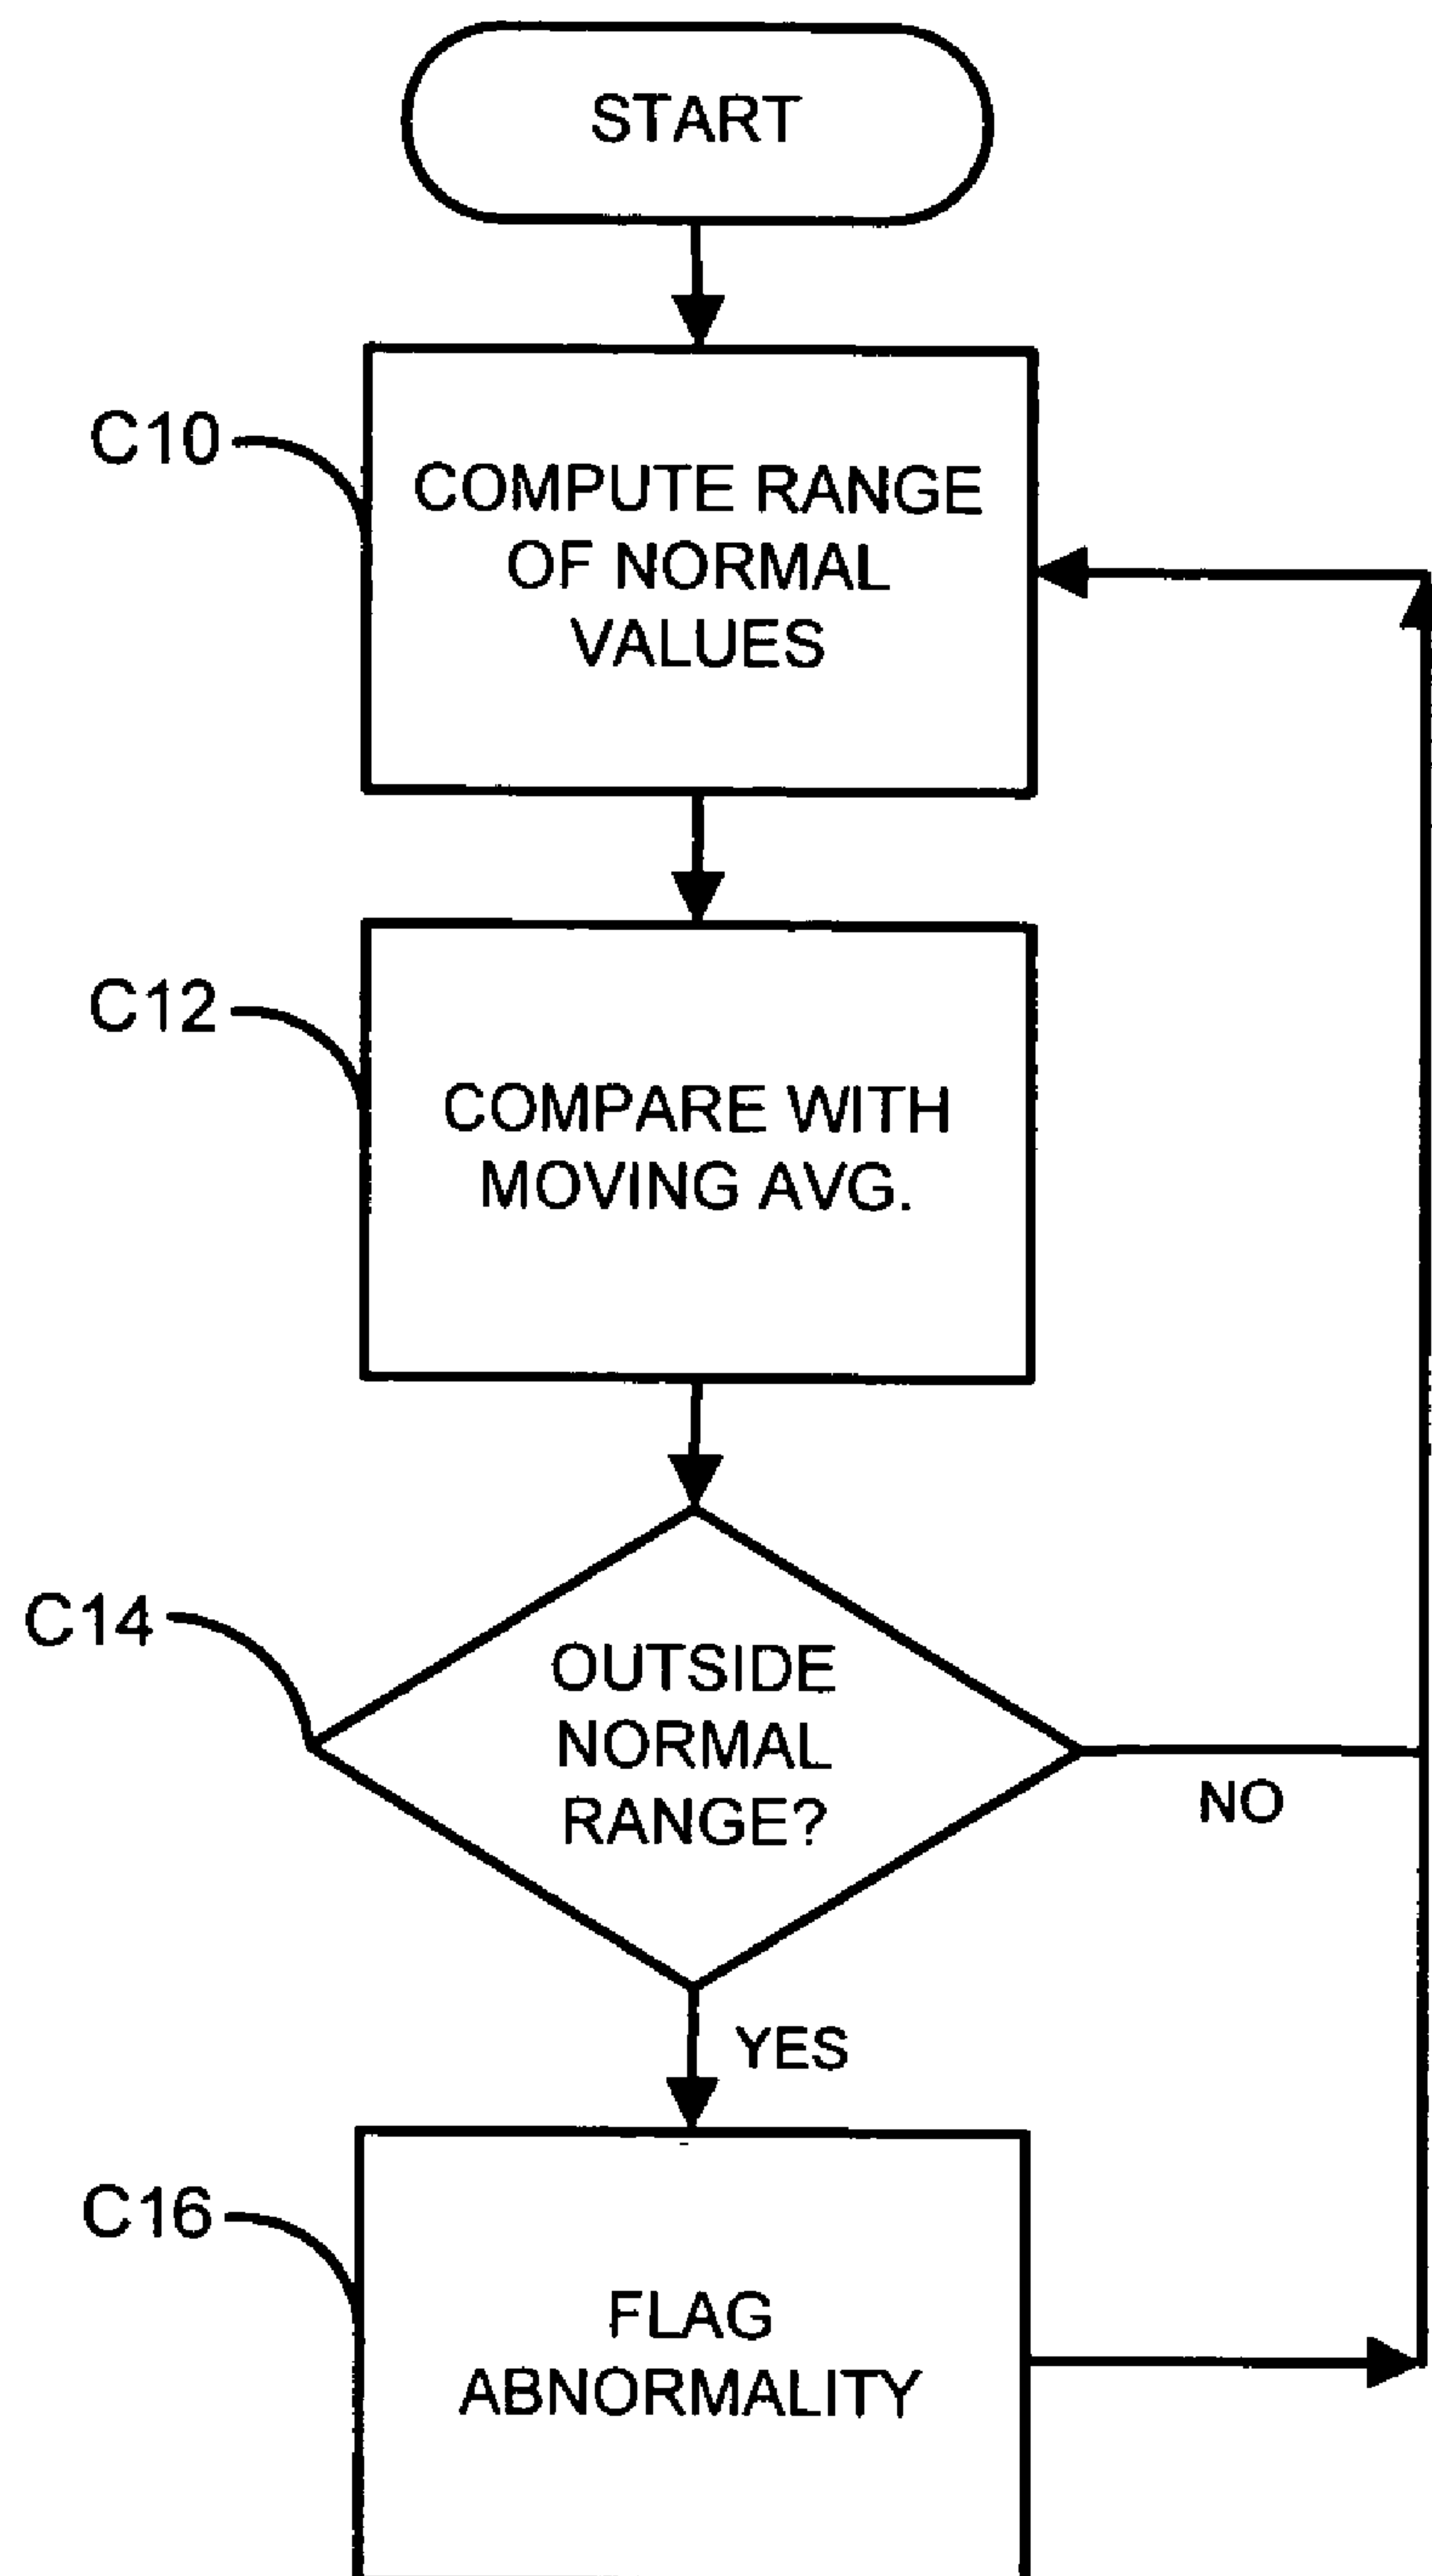 START
C10
COMPUTE RANGE
OF NORMAL
VALUES
C12
COMPARE WITH
MOVING AVG.
C14
OUTSIDE
NORMAL
RANGE?
NO
YES
C16
FLAG
ABNORMALITY